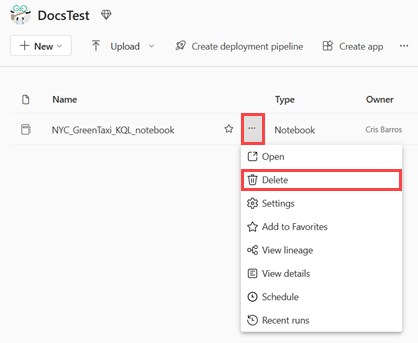 DocsTest
+ New Upload Create deployment pipeline Create app ...
Name Type Owner
NYC_GreenTaxi_KQL_notebook ... Notebook Cris Barros
Open
Delete
Settings
Add to Favorites
View lineage
View details
Schedule
Recent runs